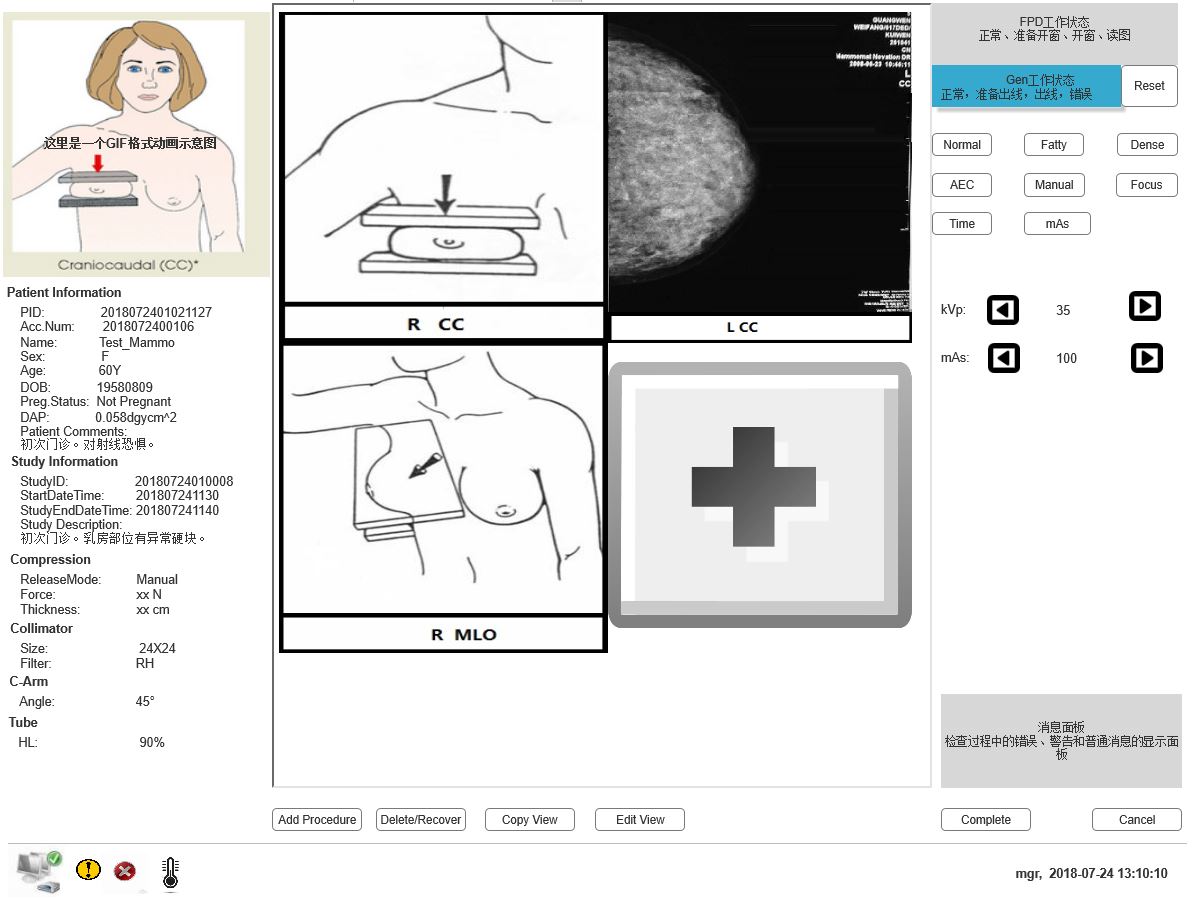 这里是一个GIF格式动画示意图
Craniocaudal (CC)*
Patient Information
PID: 2018072401021127
Acc.Num: 2018072400106
Name: Test_Mammo
Sex: F
Age: 60Y
DOB: 19580809
Preg.Status: Not Pregnant
DAP: 0.058dgycm^2
Patient Comments:
初次门诊。对射线恐惧。
Study Information
StudyID: 20180724010008
StartDateTime: 201807241130
StudyEndDateTime: 201807241140
Study Description:
初次门诊。乳房部位有异常硬块。
Compression
ReleaseMode: Manual
Force: xx N
Thickness: xx cm
Collimator
Size: 24X24
Filter: RH
C-Arm
Angle: 45°
Tube
HL: 90%
R CC
GUANGWEN
WEIFANG/417DED/
KUIWEN
261041
CN
Mammomat Novation DR
L
CC
L CC
R MLO
FPD工作状态
正常、准备开窗、开窗、读图
Gen工作状态
正常，准备出线，出线，错误
Reset
Normal Fatty Dense
AEC Manual Focus
Time mAs
kVp: 35
mAs: 100
消息面板
检查过程中的错误、警告和普通消息的显示面
板
Add Procedure Delete/Recover Copy View Edit View Complete Cancel
mgr, 2018-07-24 13:10:10